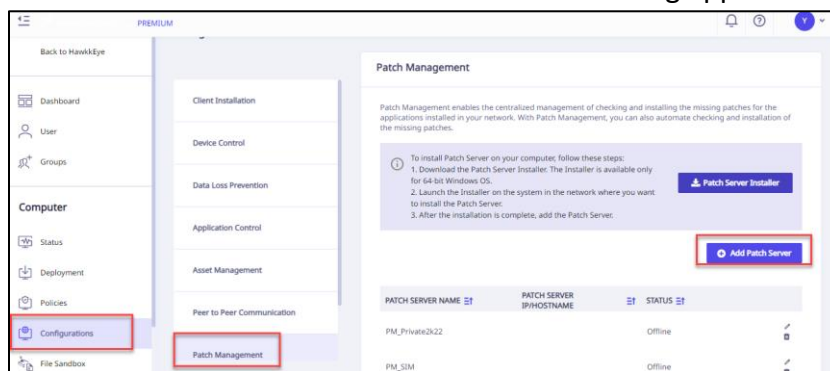 PREMIUM
Y
Back to HawkkEye
Dashboard
User
Groups
Computer
Status
Deployment
Policies
Configurations
File Sandbox
Client Installation
Device Control
Data Loss Prevention
Application Control
Asset Management
Peer to Peer Communication
Patch Management
Patch Management
Patch Management enables the centralized management of checking and installing the missing patches for the
applications installed in your network. With Patch Management, you can also automate checking and installation of
the missing patches.
To install Patch Server on your computer, follow these steps:
1. Download the Patch Server Installer. The Installer is available only
for 64-bit Windows OS.
2. Launch the Installer on the system in the network where you want
to install the Patch Server.
3. After the installation is complete, add the Patch Server.
Patch Server Installer
Add Patch Server
PATCH SERVER NAME
PATCH SERVER
IP/HOSTNAME
STATUS
PM_Private2k22
Offline
PM_SIM
Offline